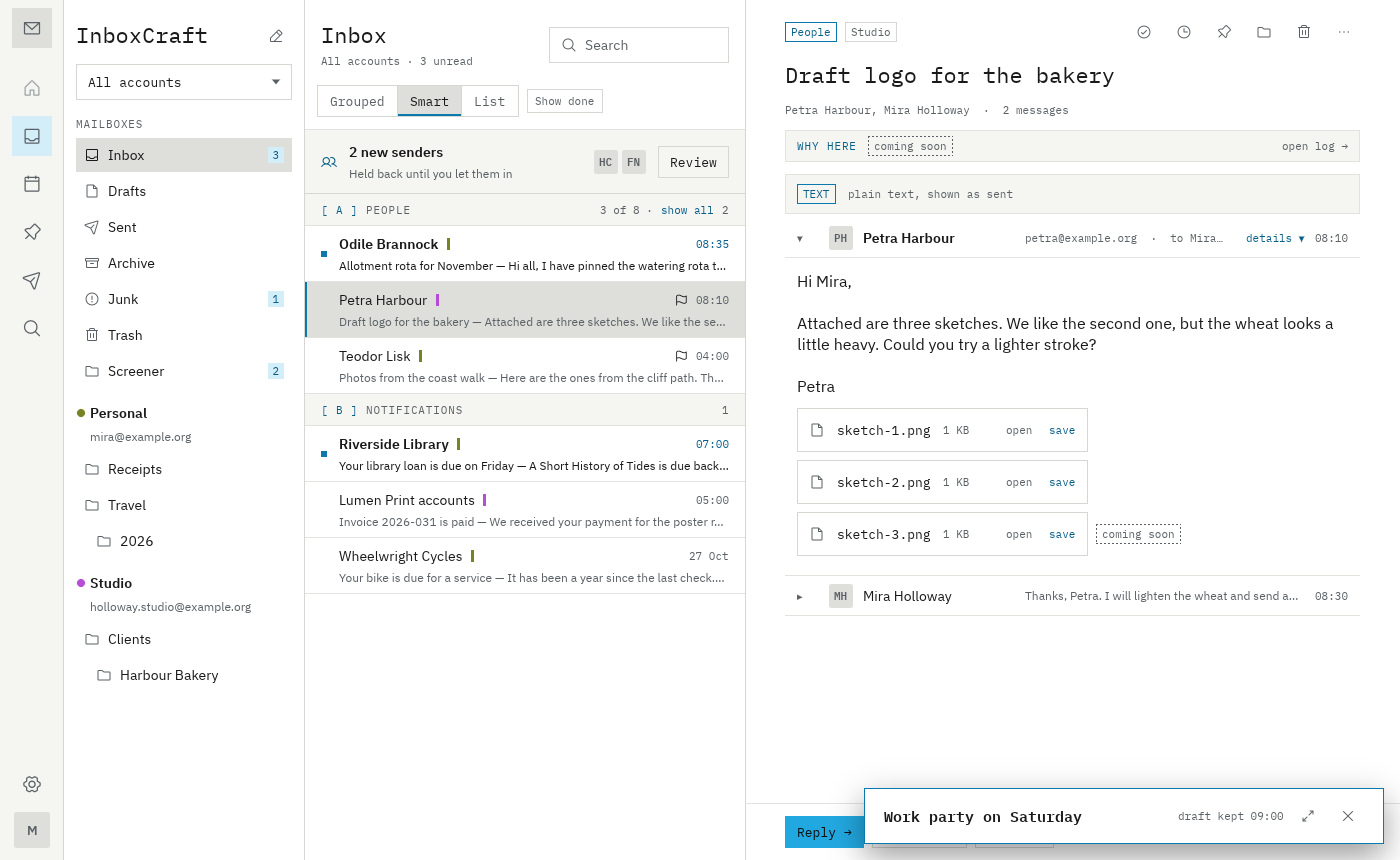 InboxCraft
All accounts
MAILBOXES
Inbox 3
Drafts
Sent
Archive
Junk 1
Trash
Screener 2
Personal
mira@example.org
Receipts
Travel
2026
Studio
holloway.studio@example.org
Clients
Harbour Bakery
M
Inbox
All accounts · 3 unread
Search
Grouped Smart List Show done
2 new senders
Held back until you let them in
HC FN Review
[ A ] PEOPLE 3 of 8 · show all 2
Odile Brannock 08:35
Allotment rota for November — Hi all, I have pinned the watering rota t…
Petra Harbour 08:10
Draft logo for the bakery — Attached are three sketches. We like the se…
Teodor Lisk 04:00
Photos from the coast walk — Here are the ones from the cliff path. Th…
[ B ] NOTIFICATIONS 1
Riverside Library 07:00
Your library loan is due on Friday — A Short History of Tides is due back…
Lumen Print accounts 05:00
Invoice 2026-031 is paid — We received your payment for the poster r…
Wheelwright Cycles 27 Oct
Your bike is due for a service — It has been a year since the last check.…
People Studio
Draft logo for the bakery
Petra Harbour, Mira Holloway · 2 messages
WHY HERE coming soon open log →
TEXT plain text, shown as sent
▾ PH Petra Harbour petra@example.org · to Mira… details ▾ 08:10
Hi Mira,
Attached are three sketches. We like the second one, but the wheat looks a
little heavy. Could you try a lighter stroke?
Petra
sketch-1.png 1 KB open save
sketch-2.png 1 KB open save
sketch-3.png 1 KB open save coming soon
▸ MH Mira Holloway Thanks, Petra. I will lighten the wheat and send a… 08:30
Reply →
Work party on Saturday draft kept 09:00